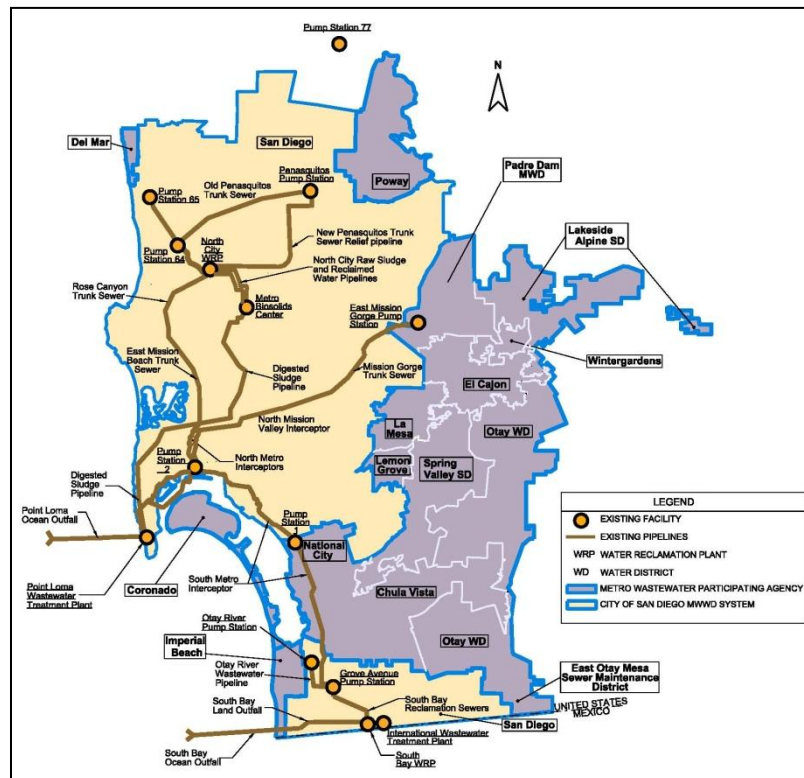 Pump Station 77
N
Del Mar
San Diego
Poway
Padre Dam
MWD
Lakeside
Alpine SD
Pump
Station 65
Old Penasquitos
Trunk Sewer
Penasquitos
Pump Station
Pump
Station 64
North
City
WRP
New Penasquitos Trunk
Sewer Relief pipeline
North City Raw Sludge
and Reclaimed
Water Pipelines
Rose Canyon
Trunk Sewer
Metro
Biosolids
Center
East Mission
Gorge Pump
Station
Wintergardens
East Mission
Beach Trunk
Sewer
Digested
Sludge
Pipeline
Mission Gorge
Trunk Sewer
El Cajon
North Mission
Valley Interceptor
La
Mesa
Otay WD
Lemon
Grove
Spring
Valley SD
Pump
Station
2
North Metro
Interceptors
Digested
Sludge
Pipeline
Point Loma
Ocean Outfall
Pump
Station
1
National
City
Point Loma
Wastewater
Treatment Plant
Coronado
South Metro
Interceptor
Chula Vista
Otay WD
Otay River
Pump Station
Imperial
Beach
Otay River
Wastewater
Pipeline
Grove Avenue
Pump Station
East Otay Mesa
Sewer Maintenance
District
South Bay
Land Outfall
South Bay
Reclamation Sewers
San Diego
UNITED STATES
MEXICO
International Wastewater
Treatment Plant
South Bay
Ocean Outfall
South
Bay WRP
LEGEND
EXISTING FACILITY
EXISTING PIPELINES
WRP WATER RECLAMATION PLANT
WD WATER DISTRICT
METRO WASTEWATER PARTICIPATING AGENCY
CITY OF SAN DIEGO MWWD SYSTEM